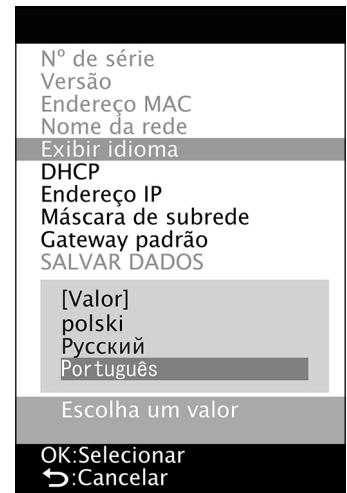 Nº de série
Versão
Endereço MAC
Nome da rede
Exibir idioma
DHCP
Endereço IP
Máscara de subrede
Gateway padrão
SALVAR DADOS
[Valor]
polski
Русский
Português
Escolha um valor
OK:Selecionar
⮌:Cancelar